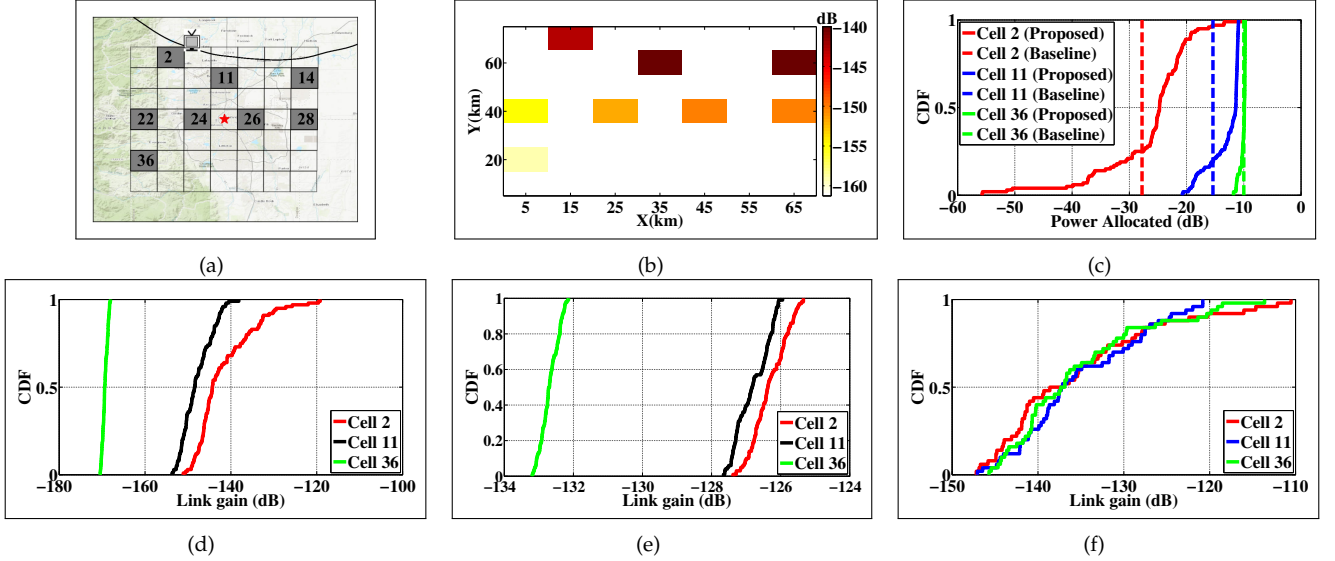 2
11
14
22
24
26
28
36
(a)
dB
−140
−145
−150
−155
−160
Y(km)
60
40
20
5
15
25
35
45
55
65
X(km)
(b)
CDF
1
0.5
0
Cell 2 (Proposed)
Cell 2 (Baseline)
Cell 11 (Proposed)
Cell 11 (Baseline)
Cell 36 (Proposed)
Cell 36 (Baseline)
−60
−50
−40
−30
−20
−10
0
Power Allocated (dB)
(c)
CDF
1
0.5
0
Cell 2
Cell 11
Cell 36
−180
−160
−140
−120
−100
Link gain (dB)
(d)
CDF
1
0.8
0.6
0.4
0.2
0
Cell 2
Cell 11
Cell 36
−134
−132
−130
−128
−126
−124
Link gain (dB)
(e)
CDF
1
0.5
0
Cell 2
Cell 11
Cell 36
−150
−140
−130
−120
−110
Link gain (dB)
(f)